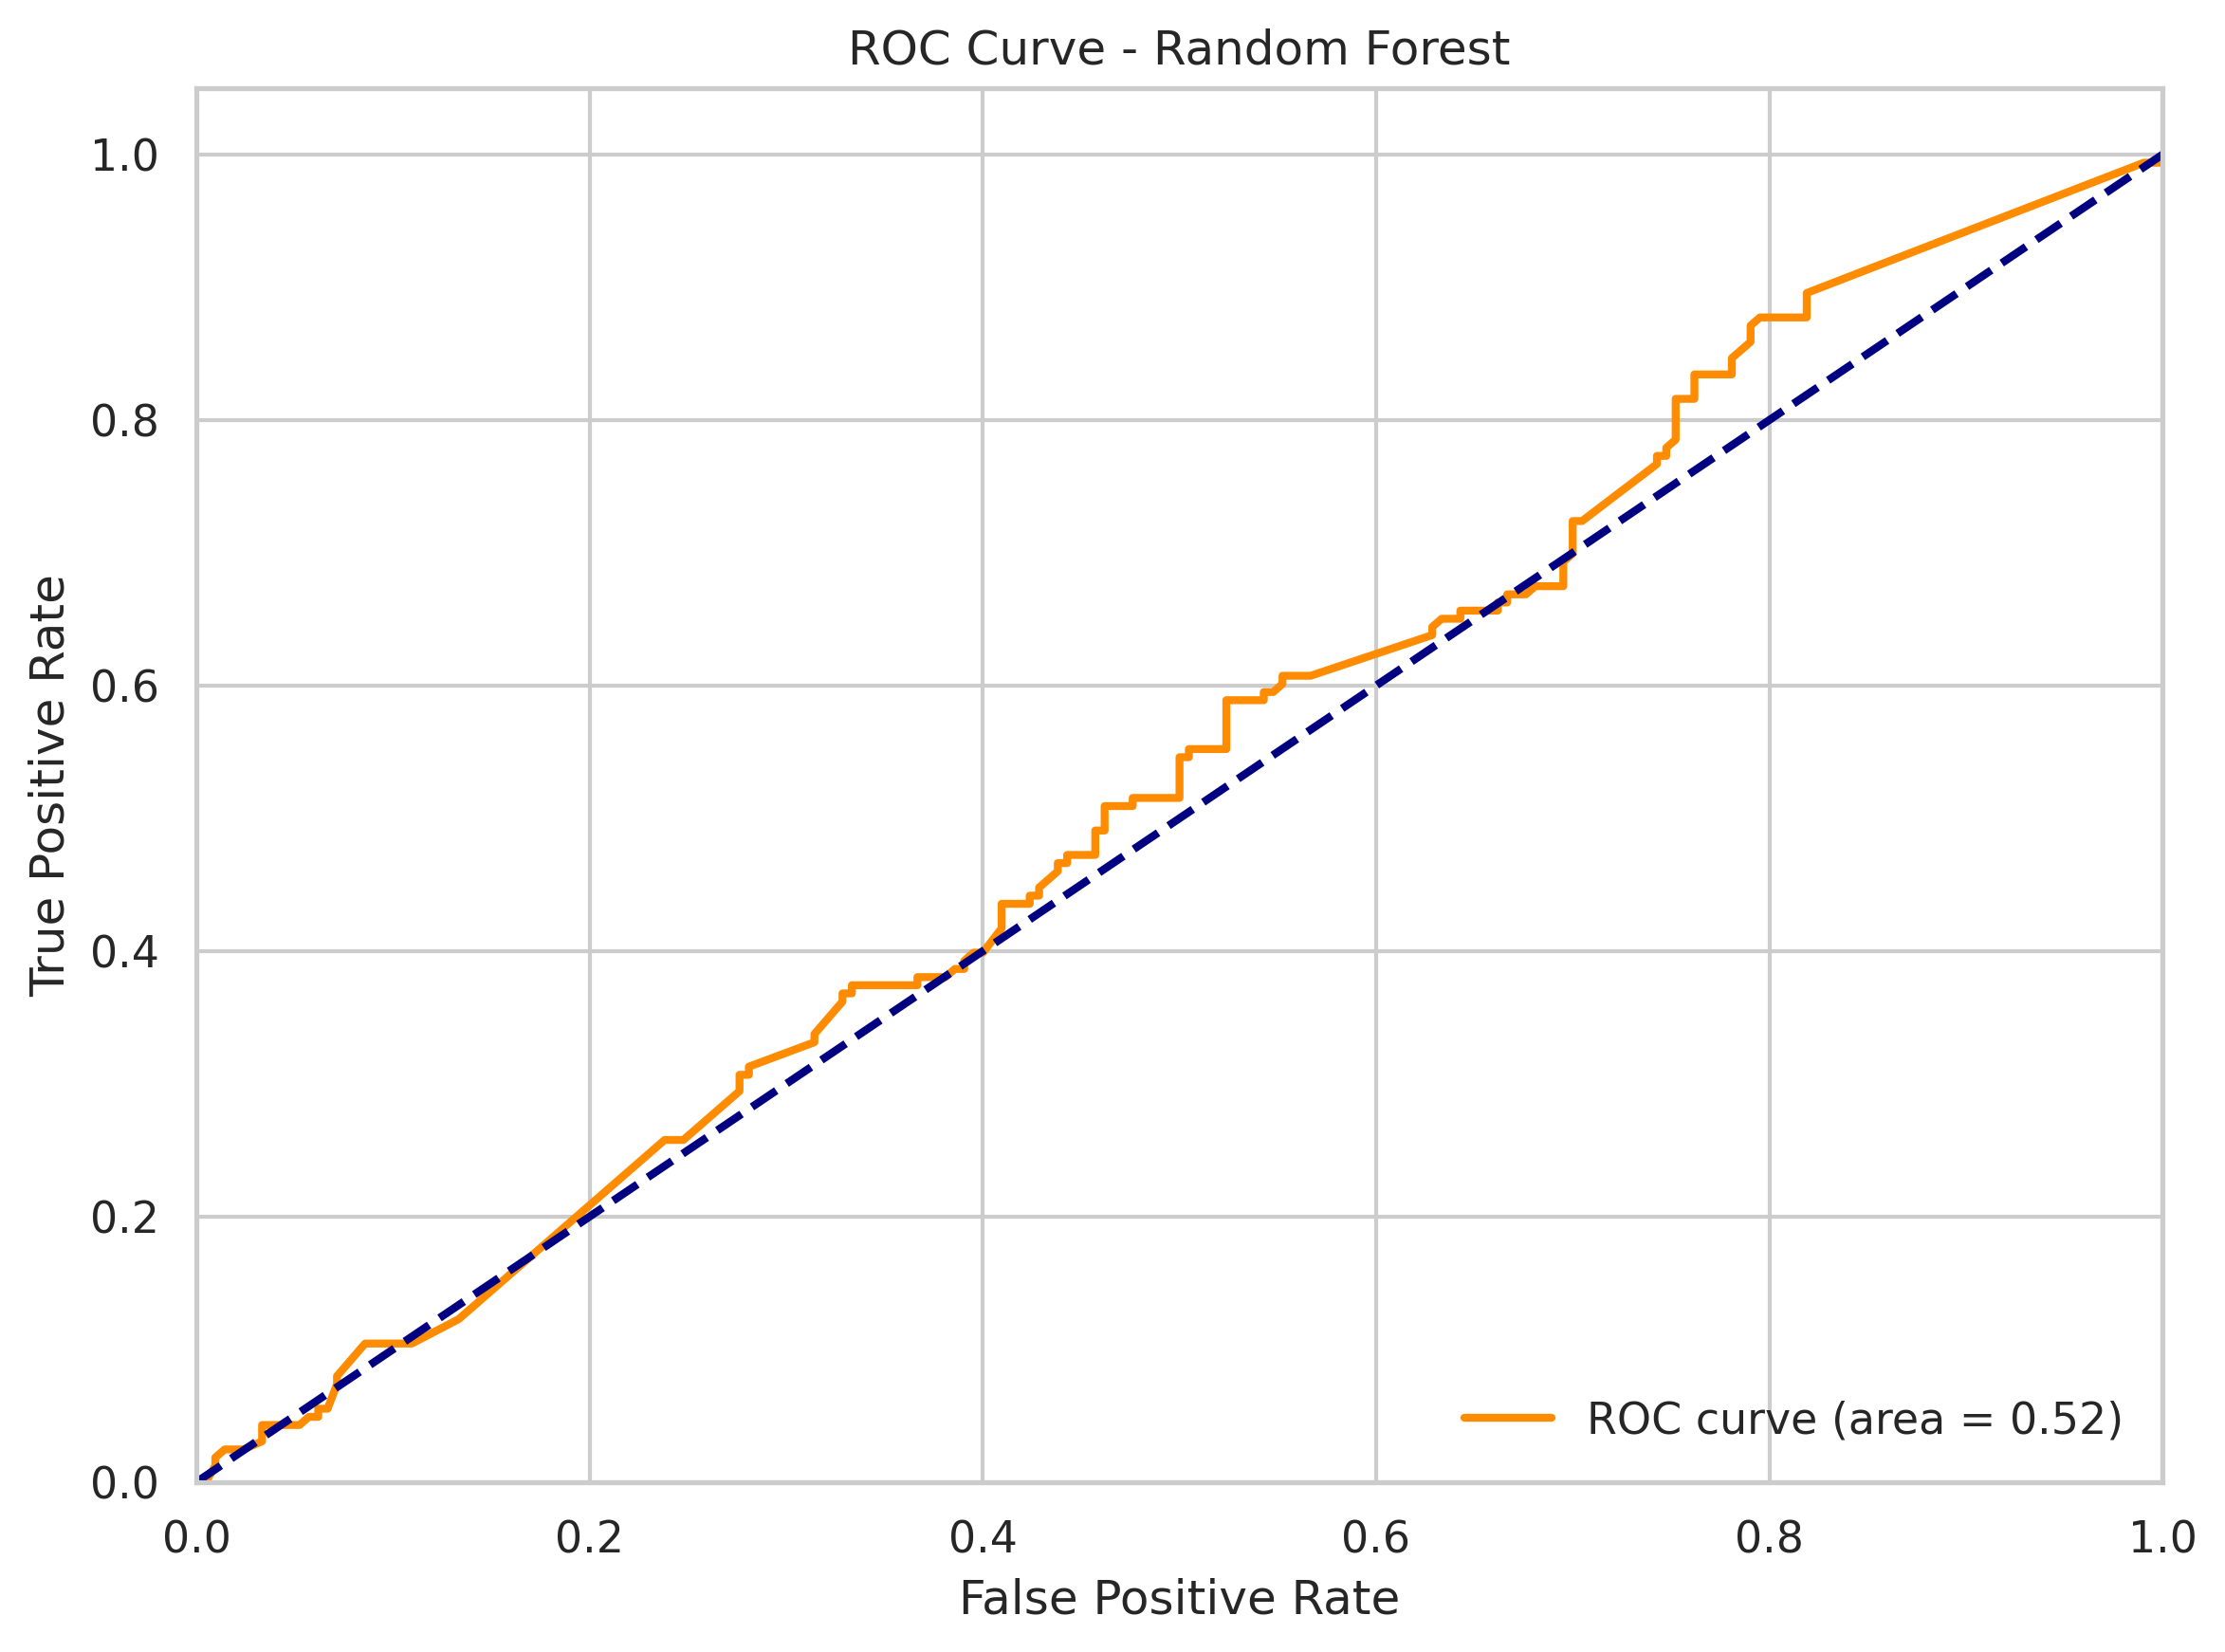 ROC Curve - Random Forest
1.0
0.8
0.6
0.4
0.2
0.0
True Positive Rate
ROC curve (area = 0.52)
0.0 0.2 0.4 0.6 0.8 1.0
False Positive Rate